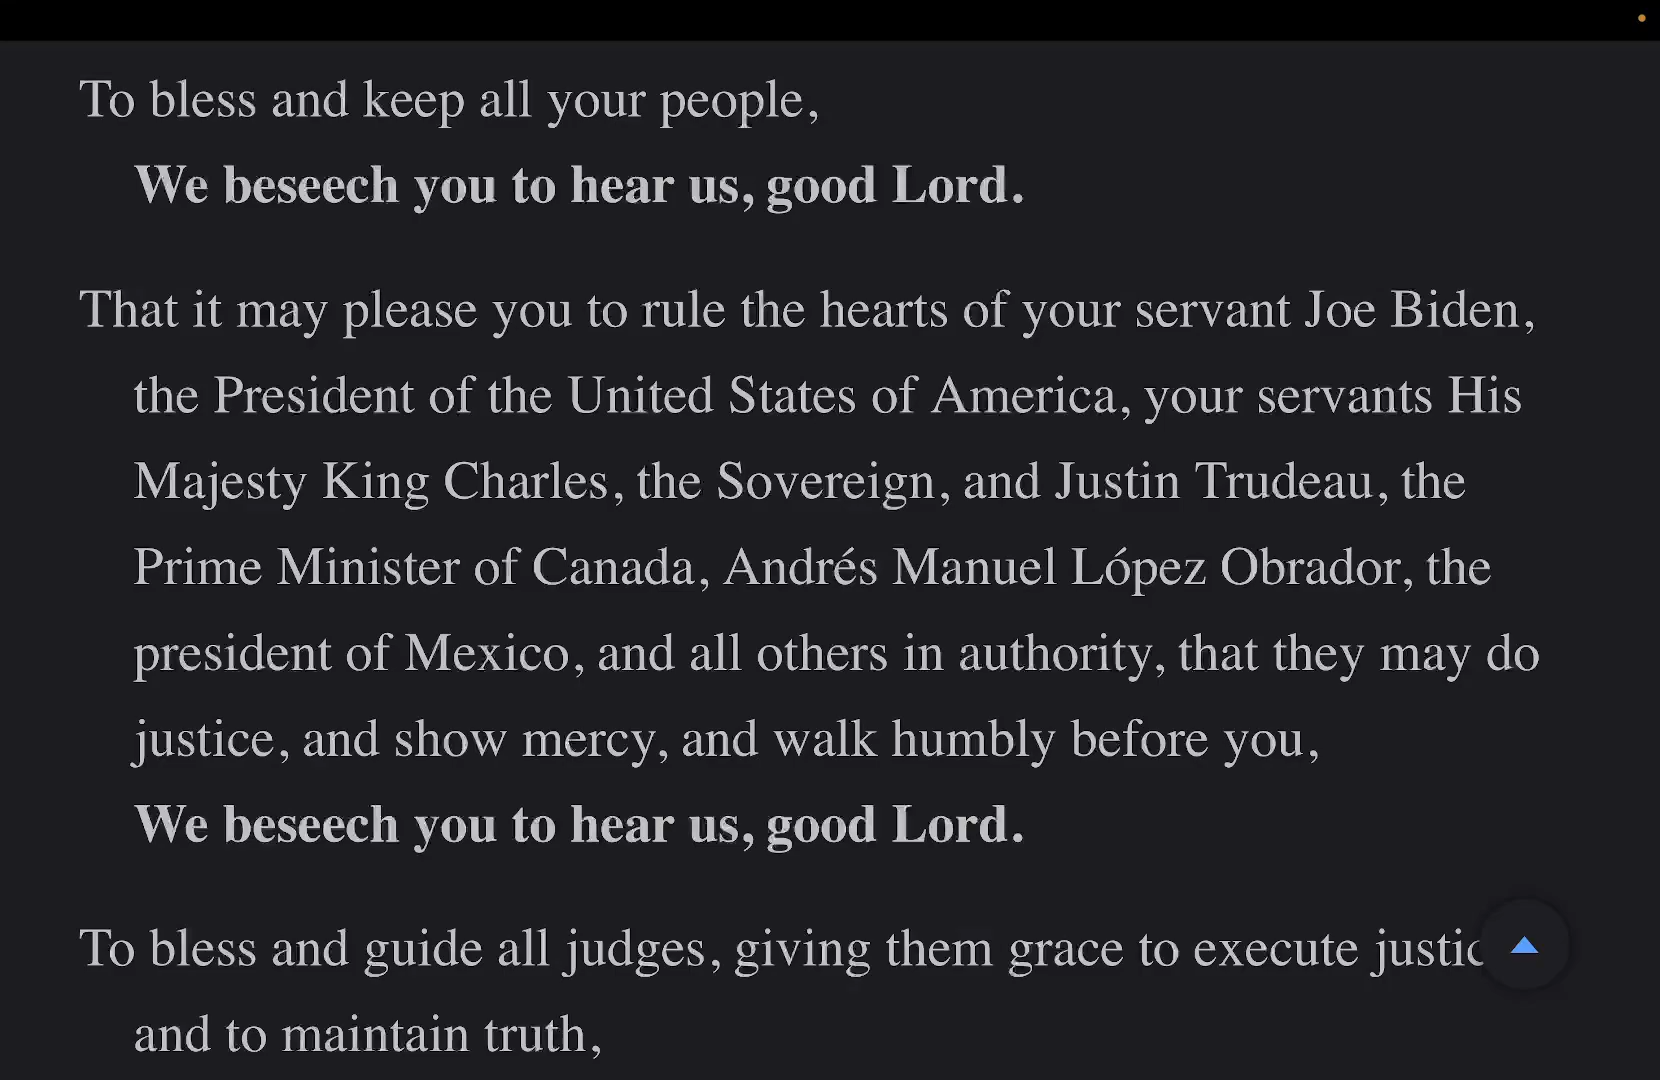 To bless and keep all your people,
We beseech you to hear us, good Lord.
That it may please you to rule the hearts of your servant Joe Biden,
the President of the United States of America, your servants His
Majesty King Charles, the Sovereign, and Justin Trudeau, the
Prime Minister of Canada, Andrés Manuel López Obrador, the
president of Mexico, and all others in authority, that they may do
justice, and show mercy, and walk humbly before you,
We beseech you to hear us, good Lord.
To bless and guide all judges, giving them grace to execute
and to maintain truth,